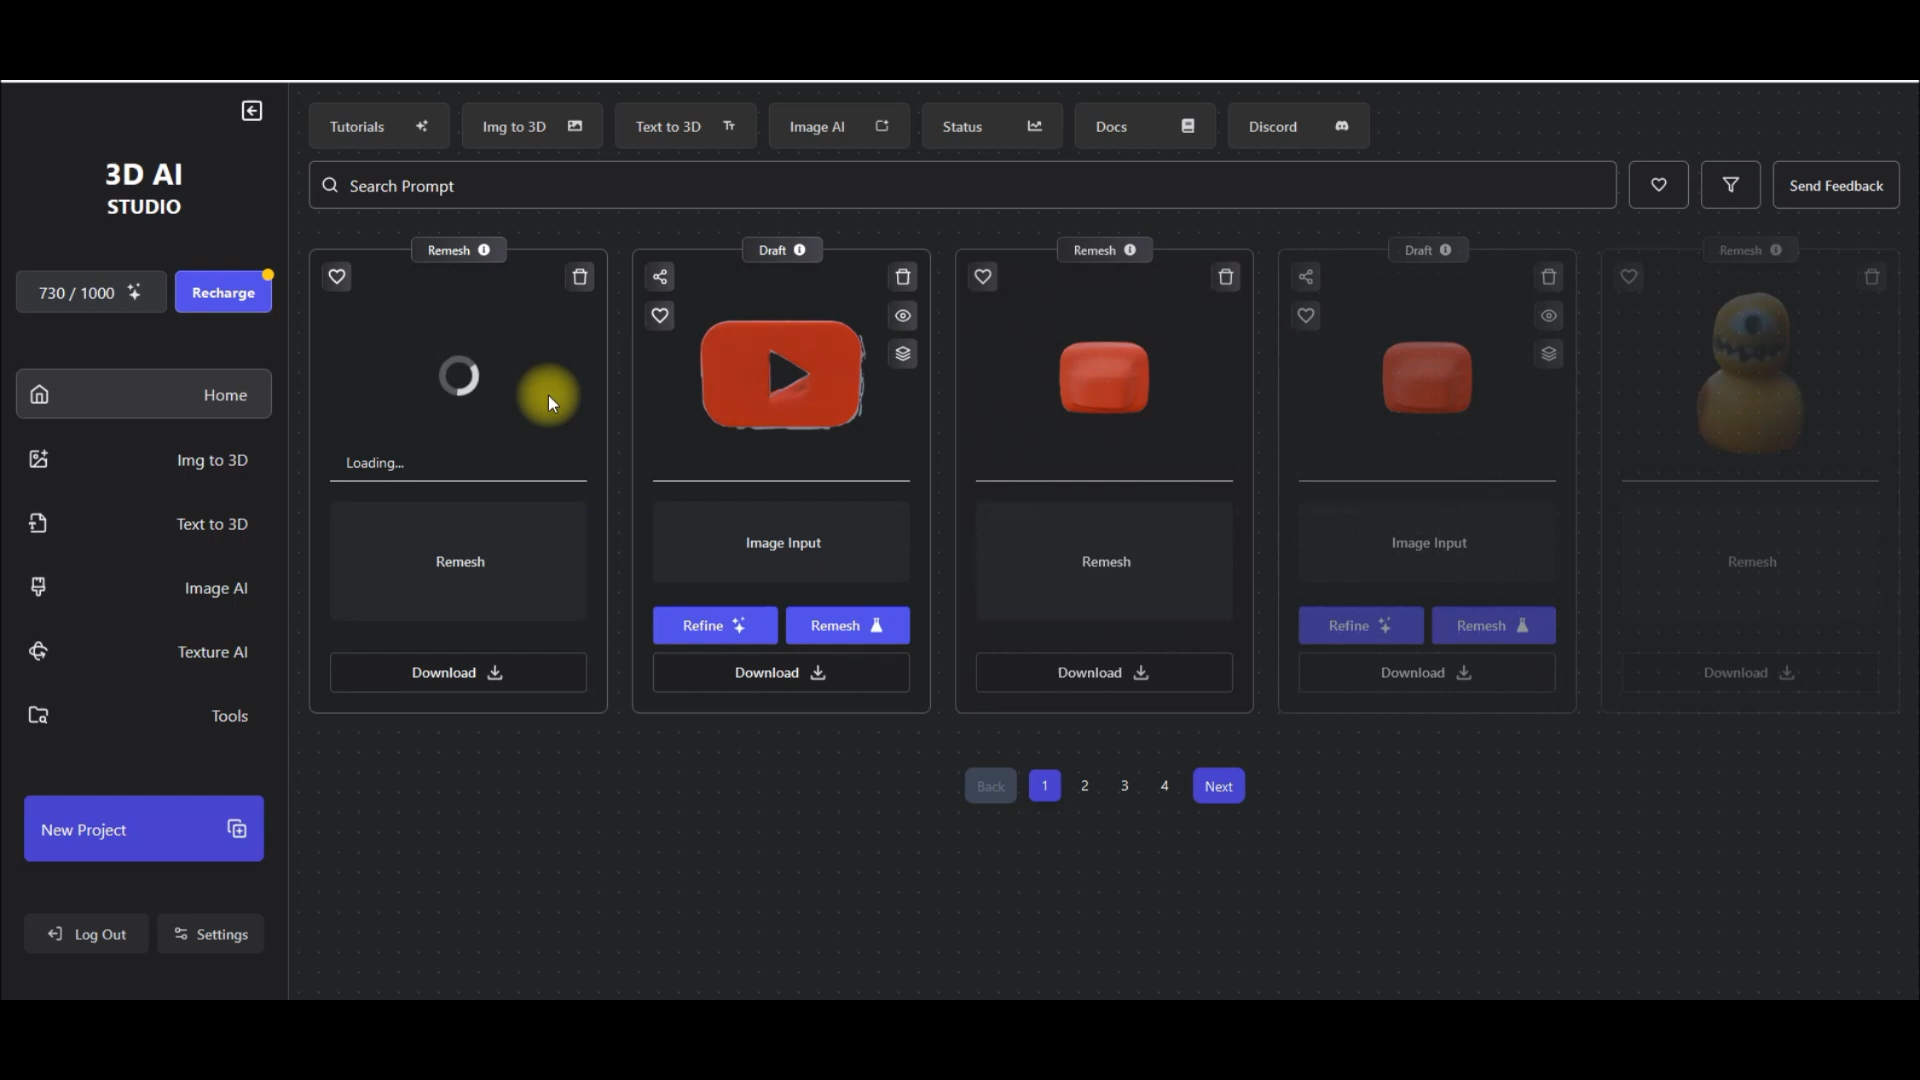 Tutorials
Img to 3D
Text to 3D
Image AI
Status
Docs
Discord
3D AI
STUDIO
Search Prompt
Send Feedback
730 / 1000
Recharge
Home
Img to 3D
Text to 3D
Image AI
Texture AI
Tools
New Project
Log Out
Settings
Remesh
Loading...
Remesh
Download
Draft
Image Input
Refine
Remesh
Download
Remesh
Remesh
Download
Draft
Image Input
Refine
Remesh
Download
Remesh
Remesh
Download
Back
1
2
3
4
Next